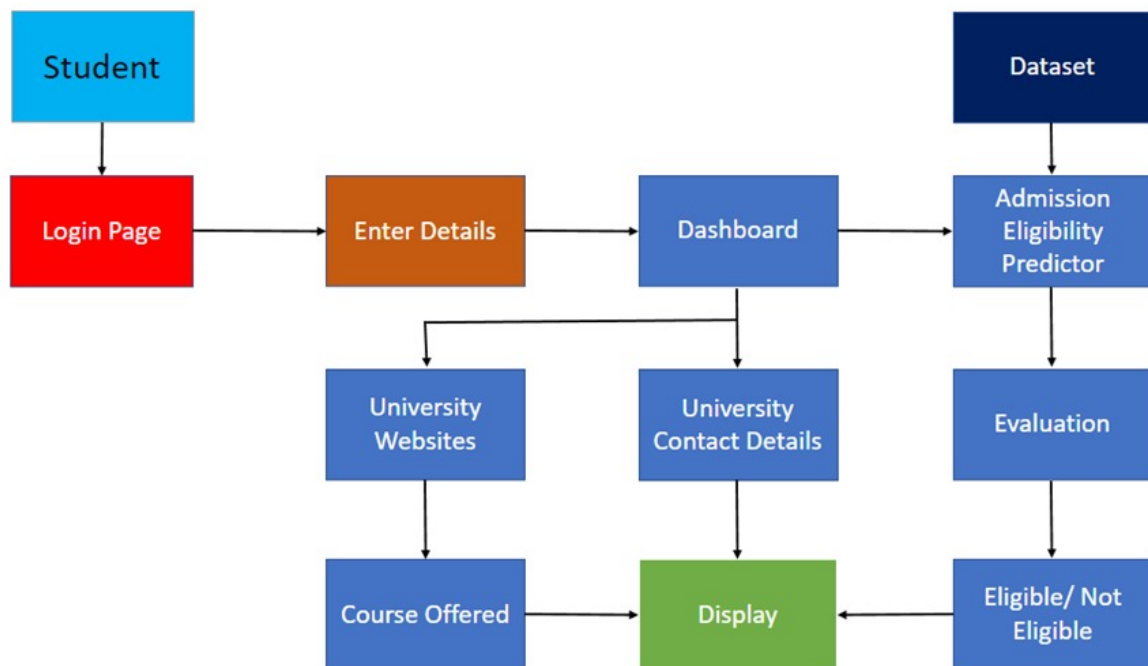 Student
Dataset
Login Page
Enter Details
Dashboard
Admission
Eligibility
Predictor
University
Websites
University
Contact Details
Evaluation
Course Offered
Display
Eligible/ Not
Eligible